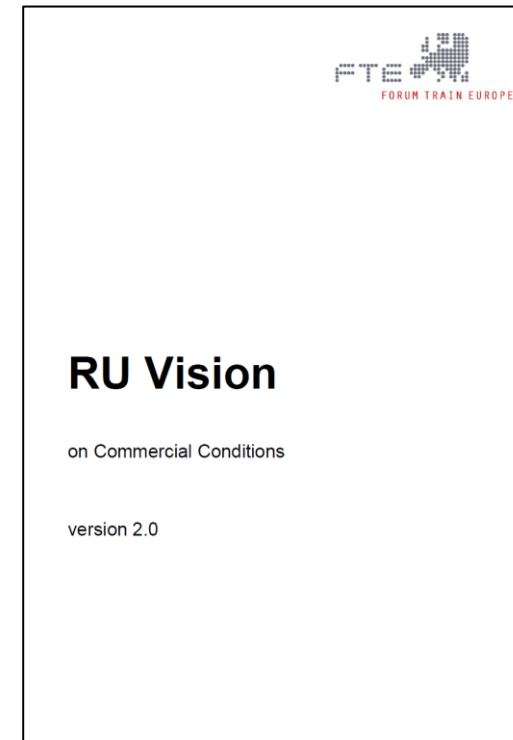 FTE
FORUM TRAIN EUROPE
RU Vision
on Commercial Conditions
version 2.0